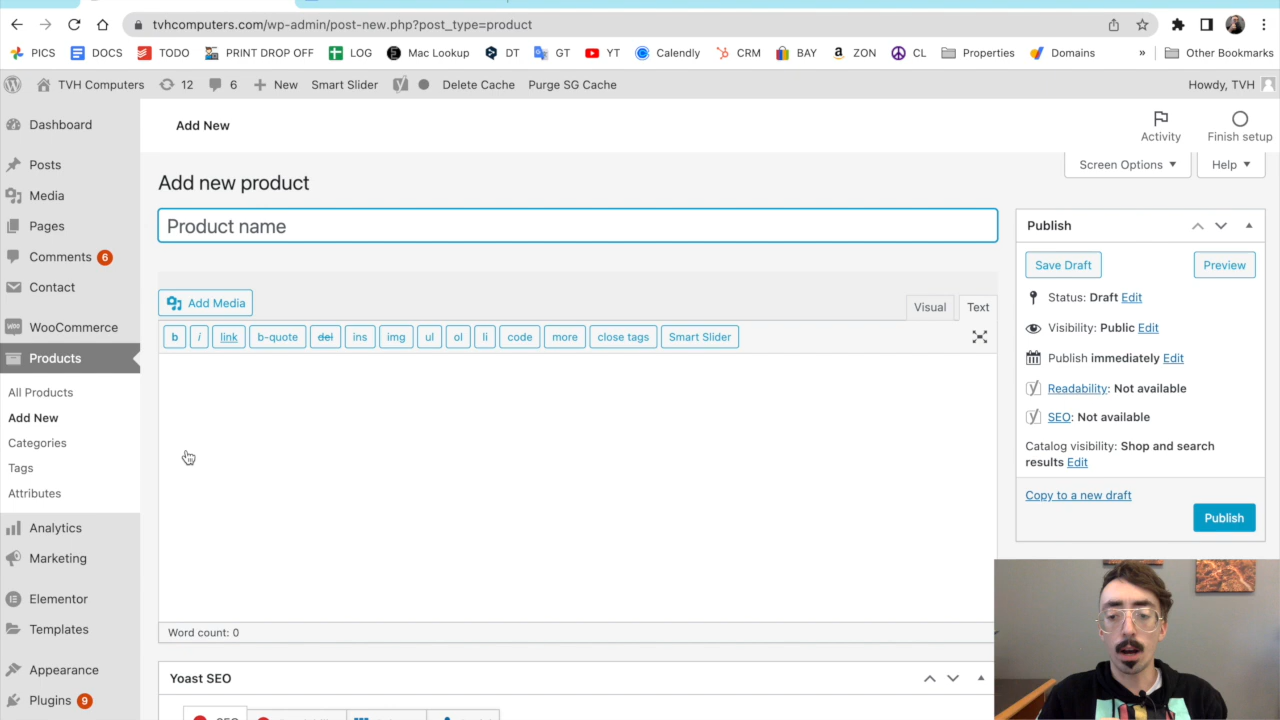 tvhcomputers.com/wp-admin/post-new.php?post_type=product
PICS DOCS TODO PRINT DROP OFF LOG Mac Lookup DT GT YT Calendly CRM BAY ZON CL Properties Domains » Other Bookmarks
TVH Computers 12 6 New Smart Slider Delete Cache Purge SG Cache Howdy, TVH
Dashboard
Posts
Media
Pages
Comments 6
Contact
WooCommerce
Products
All Products
Add New
Categories
Tags
Attributes
Analytics
Marketing
Elementor
Templates
Appearance
Plugins 9
Add New
Activity
Finish setup
Screen Options
Help
Add new product
Product name
Add Media
Visual Text
b i link b-quote del ins img ul ol li code more close tags Smart Slider
Word count: 0
Yoast SEO
Publish
Save Draft Preview
Status: Draft Edit
Visibility: Public Edit
Publish immediately Edit
Readability: Not available
SEO: Not available
Catalog visibility: Shop and search
results Edit
Copy to a new draft
Publish